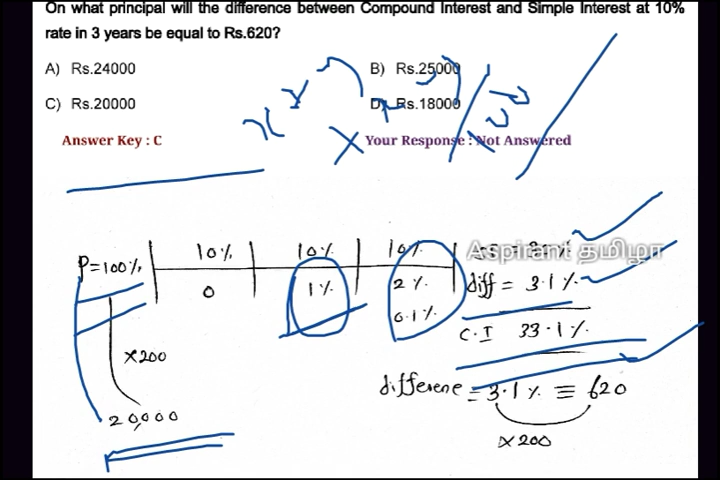 On what principal will the difference between Compound Interest and Simple Interest at 10%
rate in 3 years be equal to Rs.620?
A) Rs.24000
B) Rs.25000
C) Rs.20000
D) Rs.18000
Answer Key : C
Your Response : Not Answered
10% 10% 10%
Aspirant தமிழா
P=100%
0 1% 2% diff = 3.1%
0.1%
C.I 33.1%
×200
differene = 3.1% ≡ 620
20,000
×200